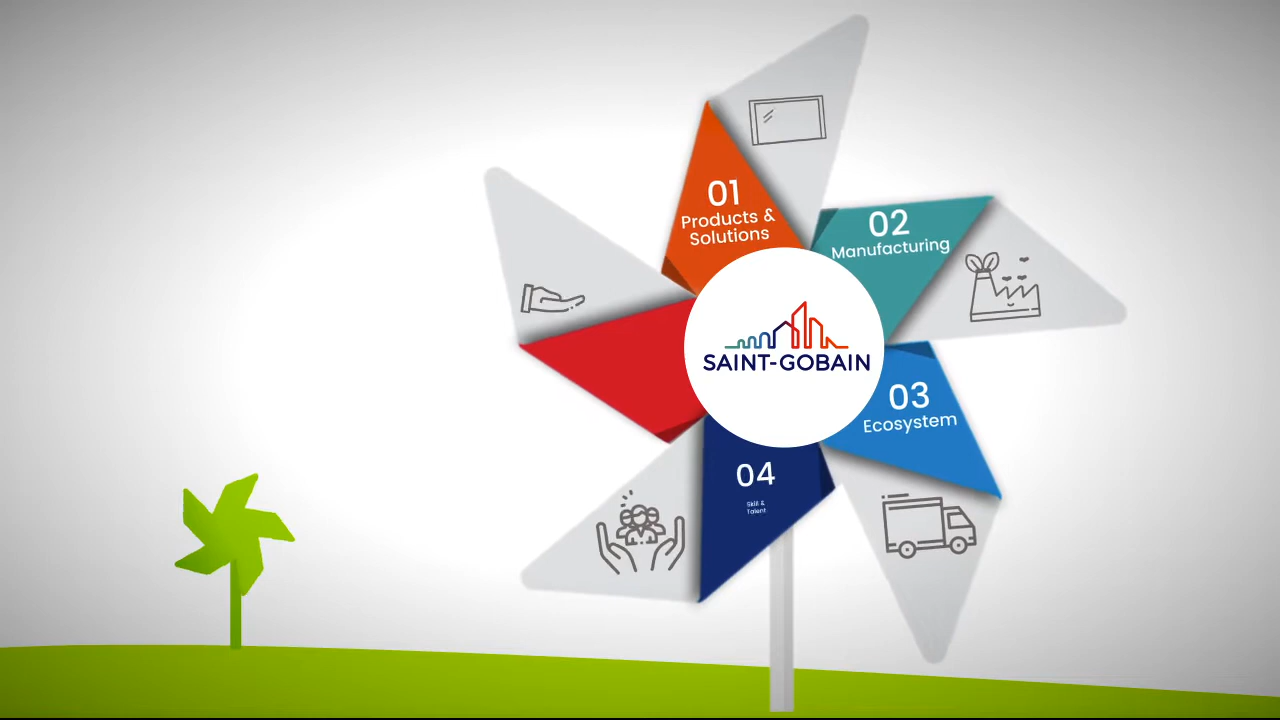 01
Products &
Solutions
02
Manufacturing
SAINT-GOBAIN
03
Ecosystem
04
Skill &
Talent